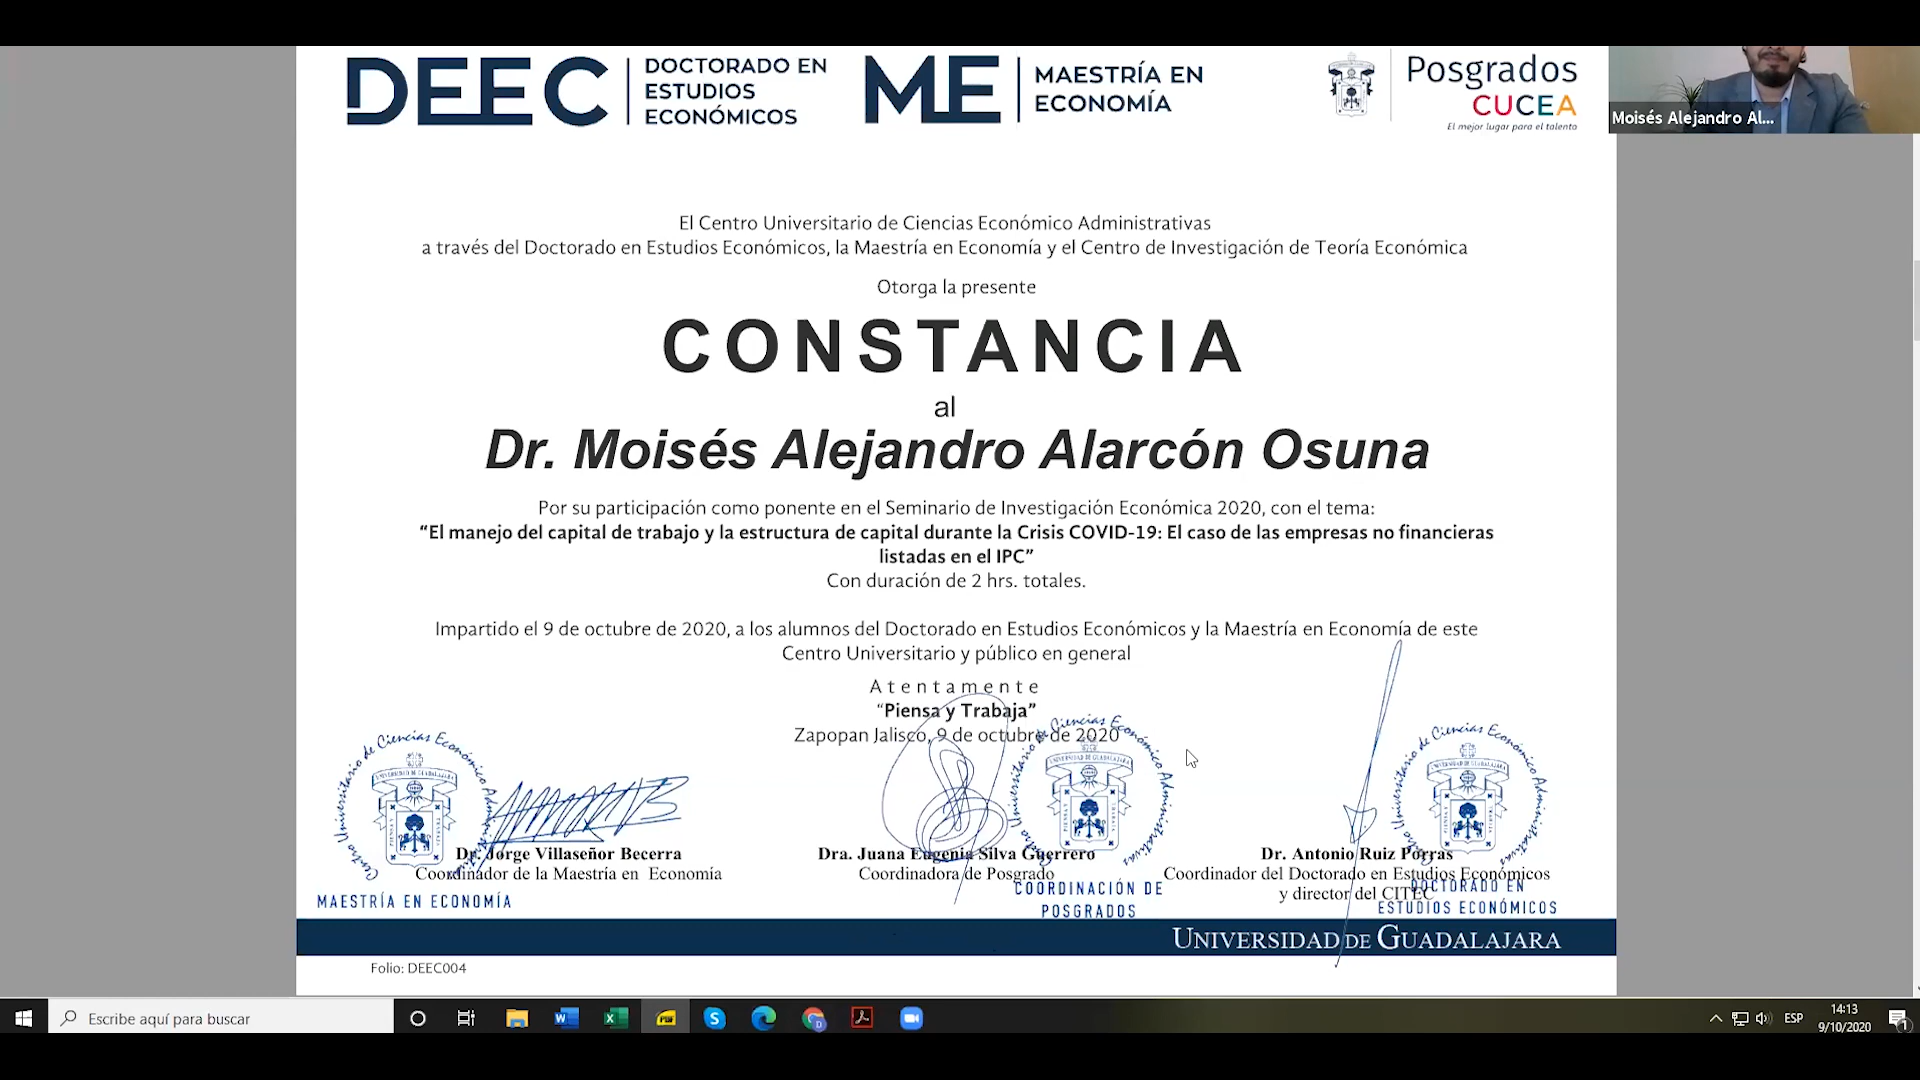 DEEC
DOCTORADO EN
ESTUDIOS
ECONÓMICOS
ME
MAESTRÍA EN
ECONOMÍA
Posgrados
CUCEA
El mejor lugar para el talento
Moisés Alejandro Al...
El Centro Universitario de Ciencias Económico Administrativas
a través del Doctorado en Estudios Económicos, la Maestría en Economía y el Centro de Investigación de Teoría Económica
Otorga la presente
CONSTANCIA
al
Dr. Moisés Alejandro Alarcón Osuna
Por su participación como ponente en el Seminario de Investigación Económica 2020, con el tema:
“El manejo del capital de trabajo y la estructura de capital durante la Crisis COVID-19: El caso de las empresas no financieras
listadas en el IPC”
Con duración de 2 hrs. totales.
Impartido el 9 de octubre de 2020, a los alumnos del Doctorado en Estudios Económicos y la Maestría en Economía de este
Centro Universitario y público en general
Atentamente
“Piensa y Trabaja”
Zapopan Jalisco, 9 de octubre de 2020
Dr. Jorge Villaseñor Becerra
Coordinador de la Maestría en Economía
MAESTRÍA EN ECONOMÍA
Dra. Juana Eugenia Silva Guerrero
Coordinadora de Posgrado
COORDINACIÓN DE
POSGRADOS
Dr. Antonio Ruiz Porras
Coordinador del Doctorado en Estudios Económicos
y director del CITEC
DOCTORADO EN
ESTUDIOS ECONÓMICOS
Centro Universitario de Ciencias Económico Administrativas
UNIVERSIDAD DE GUADALAJARA
Folio: DEEC004
Escribe aquí para buscar
ESP
14:13
9/10/2020